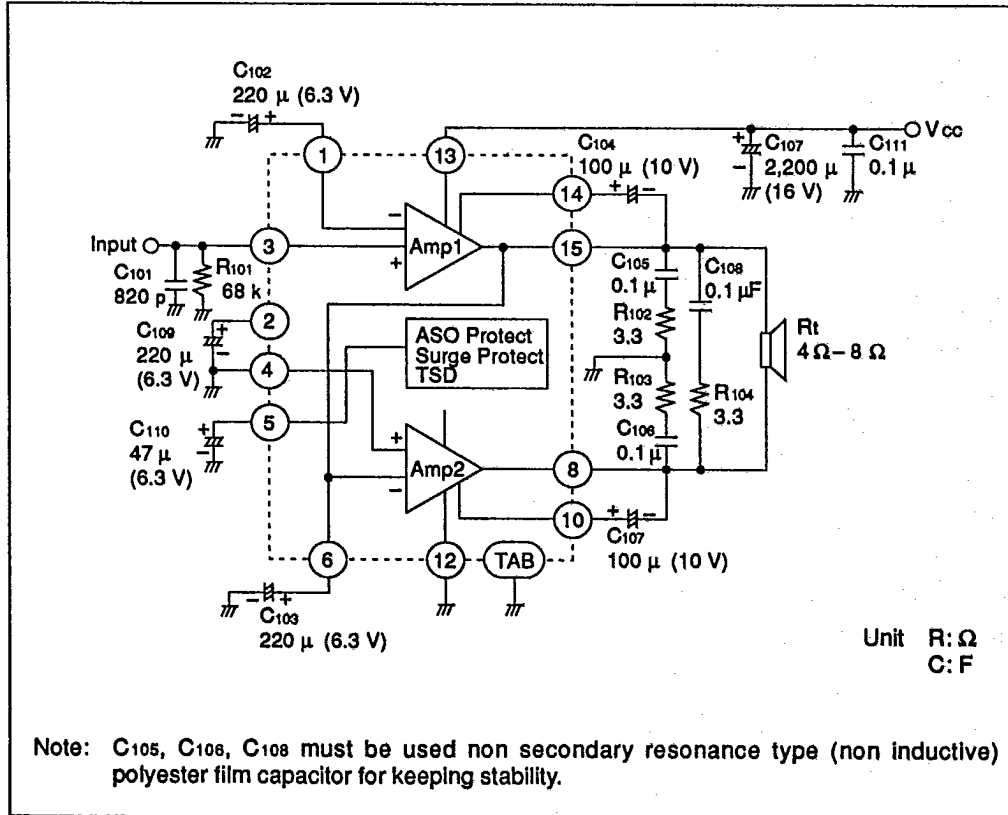 C102
220 µ (6.3 V)
1
13
C104
100 µ (10 V)
Vcc
C107
2,200 µ
(16 V)
C111
0.1 µ
14
Input
3
Amp1
15
C101
820 p
R101
68 k
C105
0.1 µ
C108
0.1 µF
2
C109
220 µ
(6.3 V)
ASO Protect
Surge Protect
TSD
R102
3.3
Rt
4 Ω–8 Ω
4
5
R103
3.3
R104
3.3
C110
47 µ
(6.3 V)
C106
0.1 µ
Amp2
8
10
C107
100 µ (10 V)
6
12
TAB
C103
220 µ (6.3 V)
Unit R: Ω
C: F
Note: C105, C106, C108 must be used non secondary resonance type (non inductive)
polyester film capacitor for keeping stability.